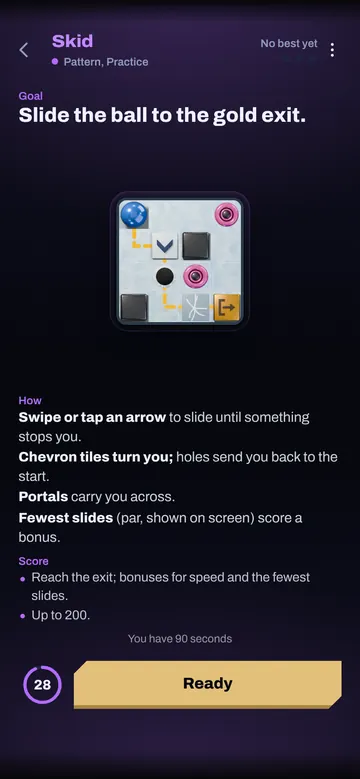 Skid
No best yet
Pattern, Practice
Goal
Slide the ball to the gold exit.
How
Swipe or tap an arrow to slide until something
stops you.
Chevron tiles turn you; holes send you back to the
start.
Portals carry you across.
Fewest slides (par, shown on screen) score a
bonus.
Score
Reach the exit; bonuses for speed and the fewest
slides.
Up to 200.
You have 90 seconds
28
Ready